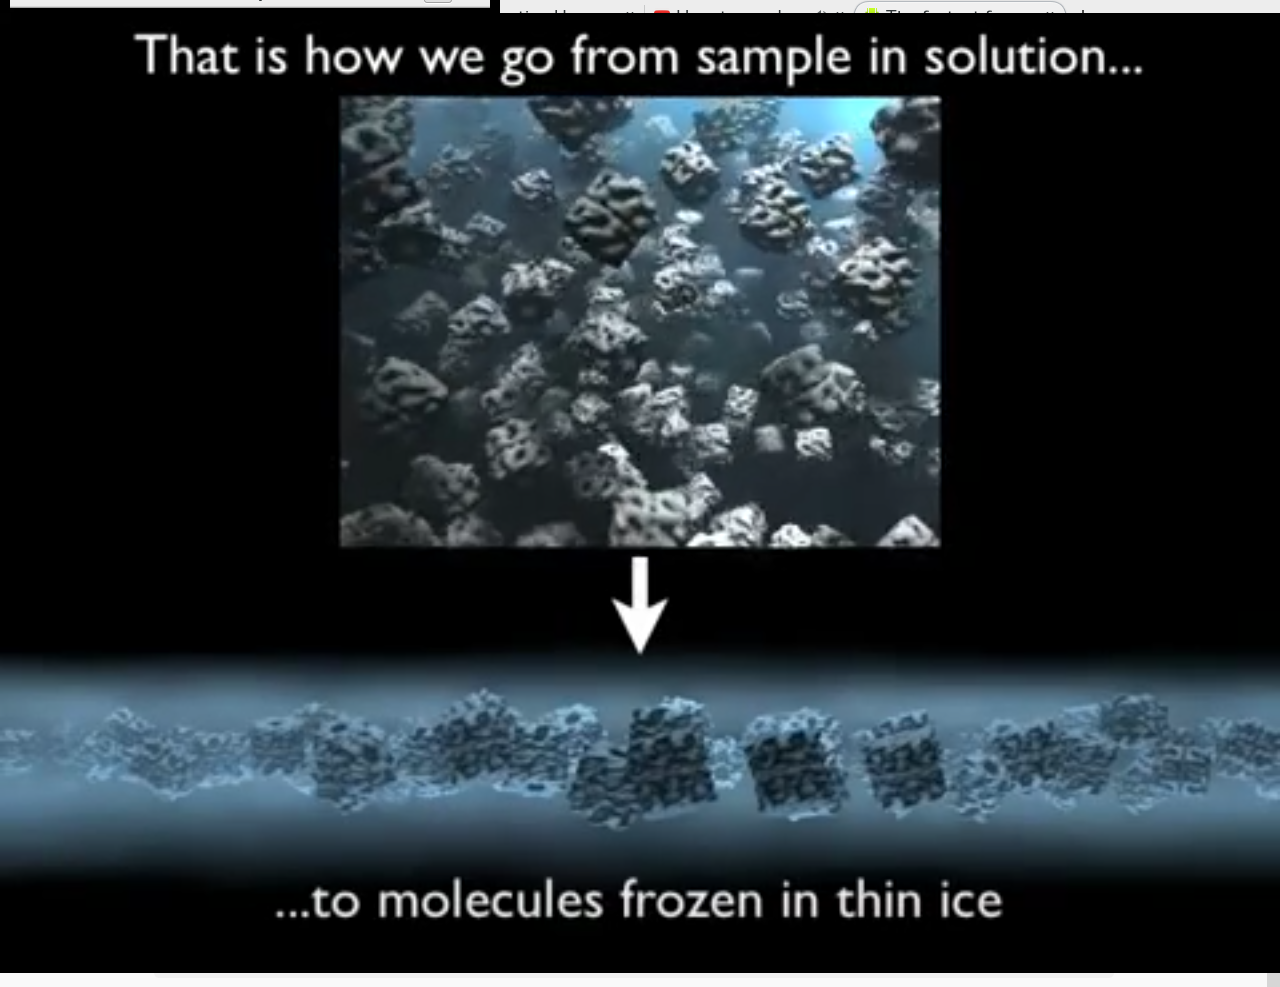 That is how we go from sample in solution...
...to molecules frozen in thin ice